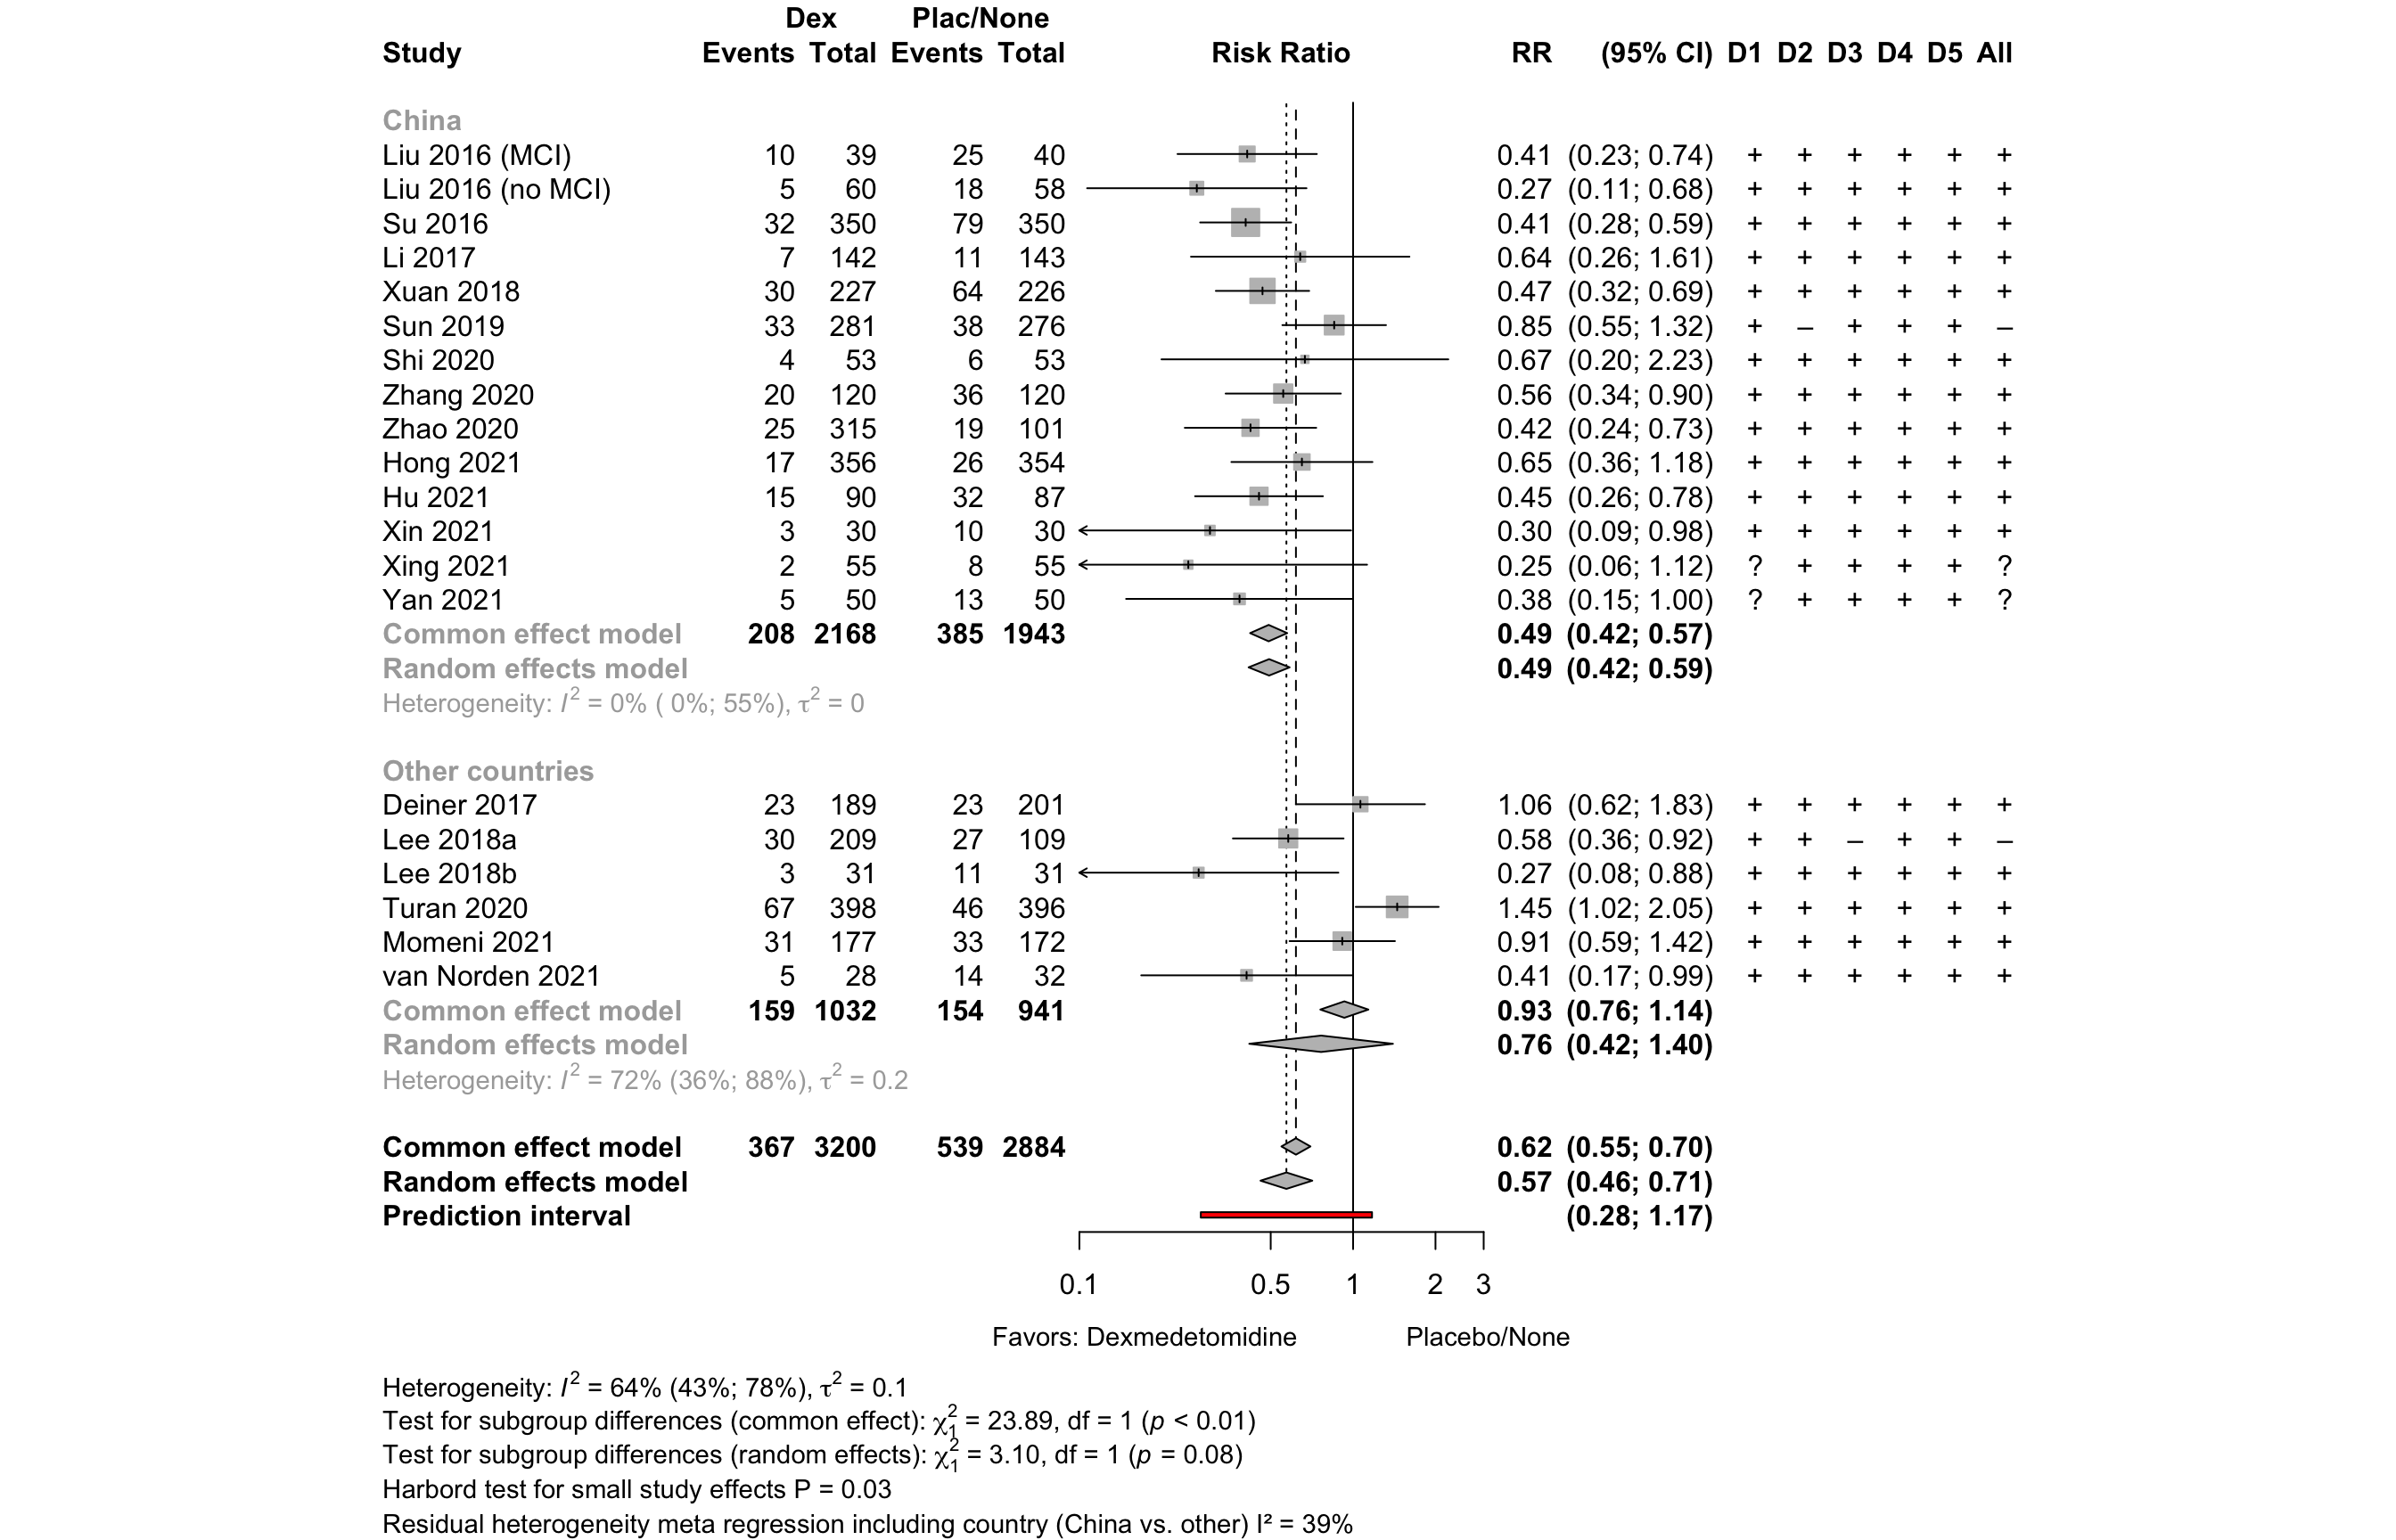 Dex Plac/None
Study Events Total Events Total Risk Ratio RR (95% CI) D1 D2 D3 D4 D5 All
China
Liu 2016 (MCI) 10 39 25 40 0.41 (0.23; 0.74) + + + + + +
Liu 2016 (no MCI) 5 60 18 58 0.27 (0.11; 0.68) + + + + + +
Su 2016 32 350 79 350 0.41 (0.28; 0.59) + + + + + +
Li 2017 7 142 11 143 0.64 (0.26; 1.61) + + + + + +
Xuan 2018 30 227 64 226 0.47 (0.32; 0.69) + + + + + +
Sun 2019 33 281 38 276 0.85 (0.55; 1.32) + – + + + –
Shi 2020 4 53 6 53 0.67 (0.20; 2.23) + + + + + +
Zhang 2020 20 120 36 120 0.56 (0.34; 0.90) + + + + + +
Zhao 2020 25 315 19 101 0.42 (0.24; 0.73) + + + + + +
Hong 2021 17 356 26 354 0.65 (0.36; 1.18) + + + + + +
Hu 2021 15 90 32 87 0.45 (0.26; 0.78) + + + + + +
Xin 2021 3 30 10 30 0.30 (0.09; 0.98) + + + + + +
Xing 2021 2 55 8 55 0.25 (0.06; 1.12) ? + + + + ?
Yan 2021 5 50 13 50 0.38 (0.15; 1.00) ? + + + + ?
Common effect model 208 2168 385 1943 0.49 (0.42; 0.57)
Random effects model 0.49 (0.42; 0.59)
Heterogeneity: I² = 0% ( 0%; 55%), τ² = 0
Other countries
Deiner 2017 23 189 23 201 1.06 (0.62; 1.83) + + + + + +
Lee 2018a 30 209 27 109 0.58 (0.36; 0.92) + + – + + –
Lee 2018b 3 31 11 31 0.27 (0.08; 0.88) + + + + + +
Turan 2020 67 398 46 396 1.45 (1.02; 2.05) + + + + + +
Momeni 2021 31 177 33 172 0.91 (0.59; 1.42) + + + + + +
van Norden 2021 5 28 14 32 0.41 (0.17; 0.99) + + + + + +
Common effect model 159 1032 154 941 0.93 (0.76; 1.14)
Random effects model 0.76 (0.42; 1.40)
Heterogeneity: I² = 72% (36%; 88%), τ² = 0.2
Common effect model 367 3200 539 2884 0.62 (0.55; 0.70)
Random effects model 0.57 (0.46; 0.71)
Prediction interval (0.28; 1.17)
0.1 0.5 1 2 3
Favors: Dexmedetomidine Placebo/None
Heterogeneity: I² = 64% (43%; 78%), τ² = 0.1
Test for subgroup differences (common effect): χ₁² = 23.89, df = 1 (p < 0.01)
Test for subgroup differences (random effects): χ₁² = 3.10, df = 1 (p = 0.08)
Harbord test for small study effects P = 0.03
Residual heterogeneity meta regression including country (China vs. other) I² = 39%